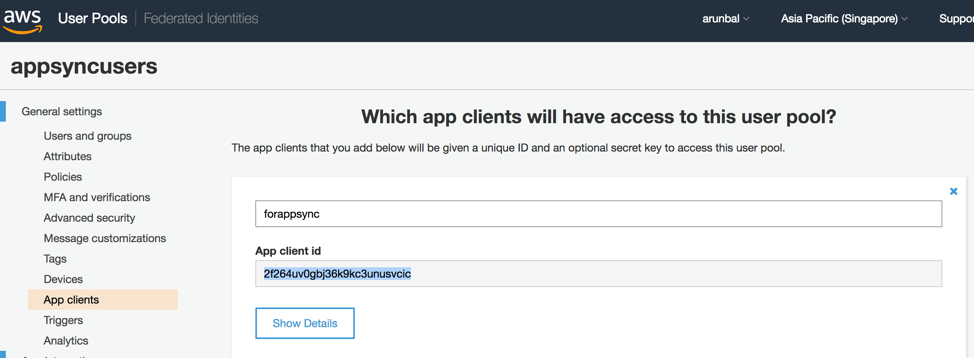 aws User Pools Federated Identities arunbal Asia Pacific (Singapore)
appsyncusers
General settings
Users and groups
Attributes
Policies
MFA and verifications
Advanced security
Message customizations
Tags
Devices
App clients
Triggers
Analytics
Which app clients will have access to this user pool?
The app clients that you add below will be given a unique ID and an optional secret key to access this user pool.
forappsync
App client id
2f264uv0gbj36k9kc3unusvcic
Show Details